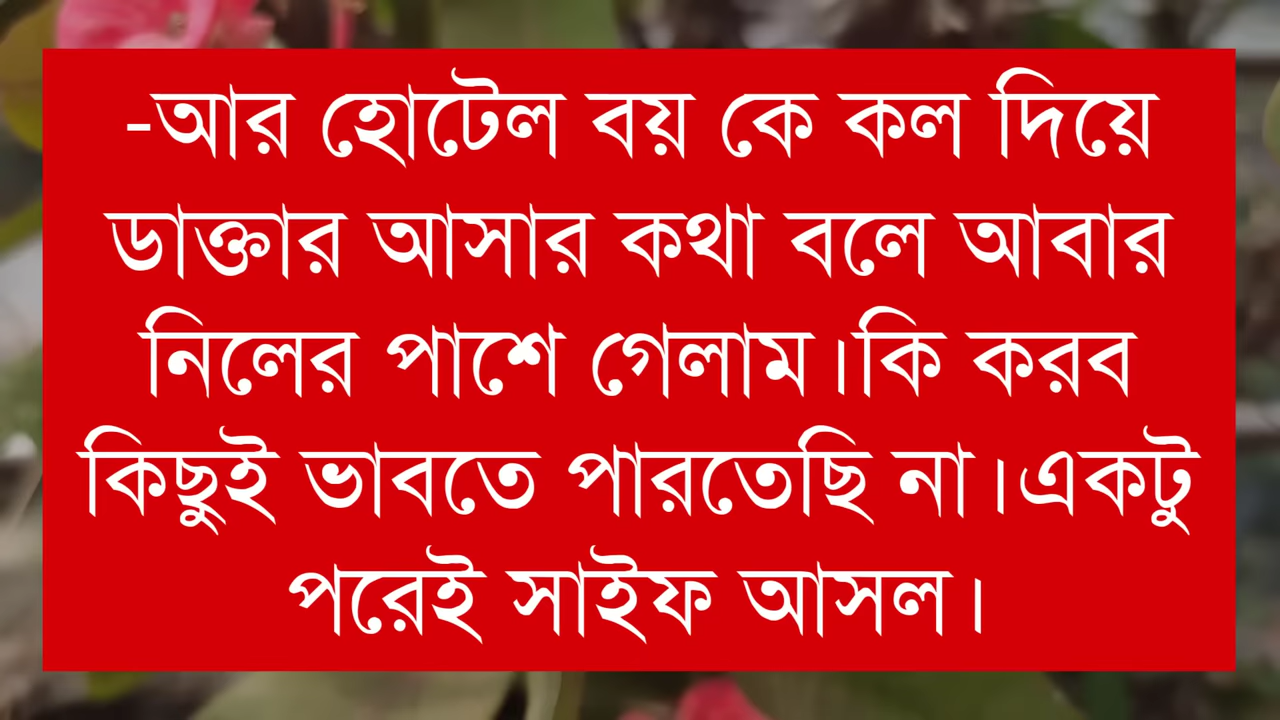 -আর হোটেল বয় কে কল দিয়ে
ডাক্তার আসার কথা বলে আবার
নিলের পাশে গেলাম।কি করব
কিছুই ভাবতে পারতেছি না।একটু
পরেই সাইফ আসল।